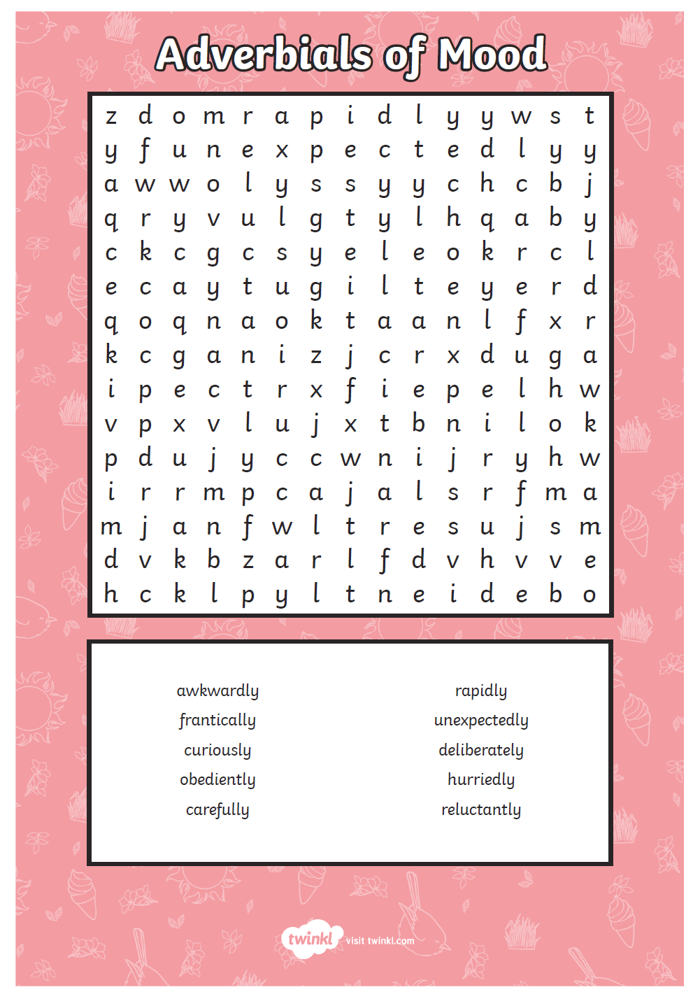 Adverbials of Mood
z d o m r a p i d l y y w s t
y f u n e x p e c t e d l y y
a w w o l y s s y y c h c b j
q r y v u l g t y l h q a b y
c k c g c s y e l e o k r c l
e c a y t u g i l t e y e r d
q o q n a o k t a a n l f x r
k c g a n i z j c r x d u g a
i p e c t r x f i e p e l h w
v p x v l u j x t b n i l o k
p d u j y c c w n i j r y h w
i r r m p c a j a l s r f m a
m j a n f w l t r e s u j s m
d v k b z a r l f d v h v v e
h c k l p y l t n e i d e b o
awkwardly rapidly
frantically unexpectedly
curiously deliberately
obediently hurriedly
carefully reluctantly
twinkl visit twinkl.com